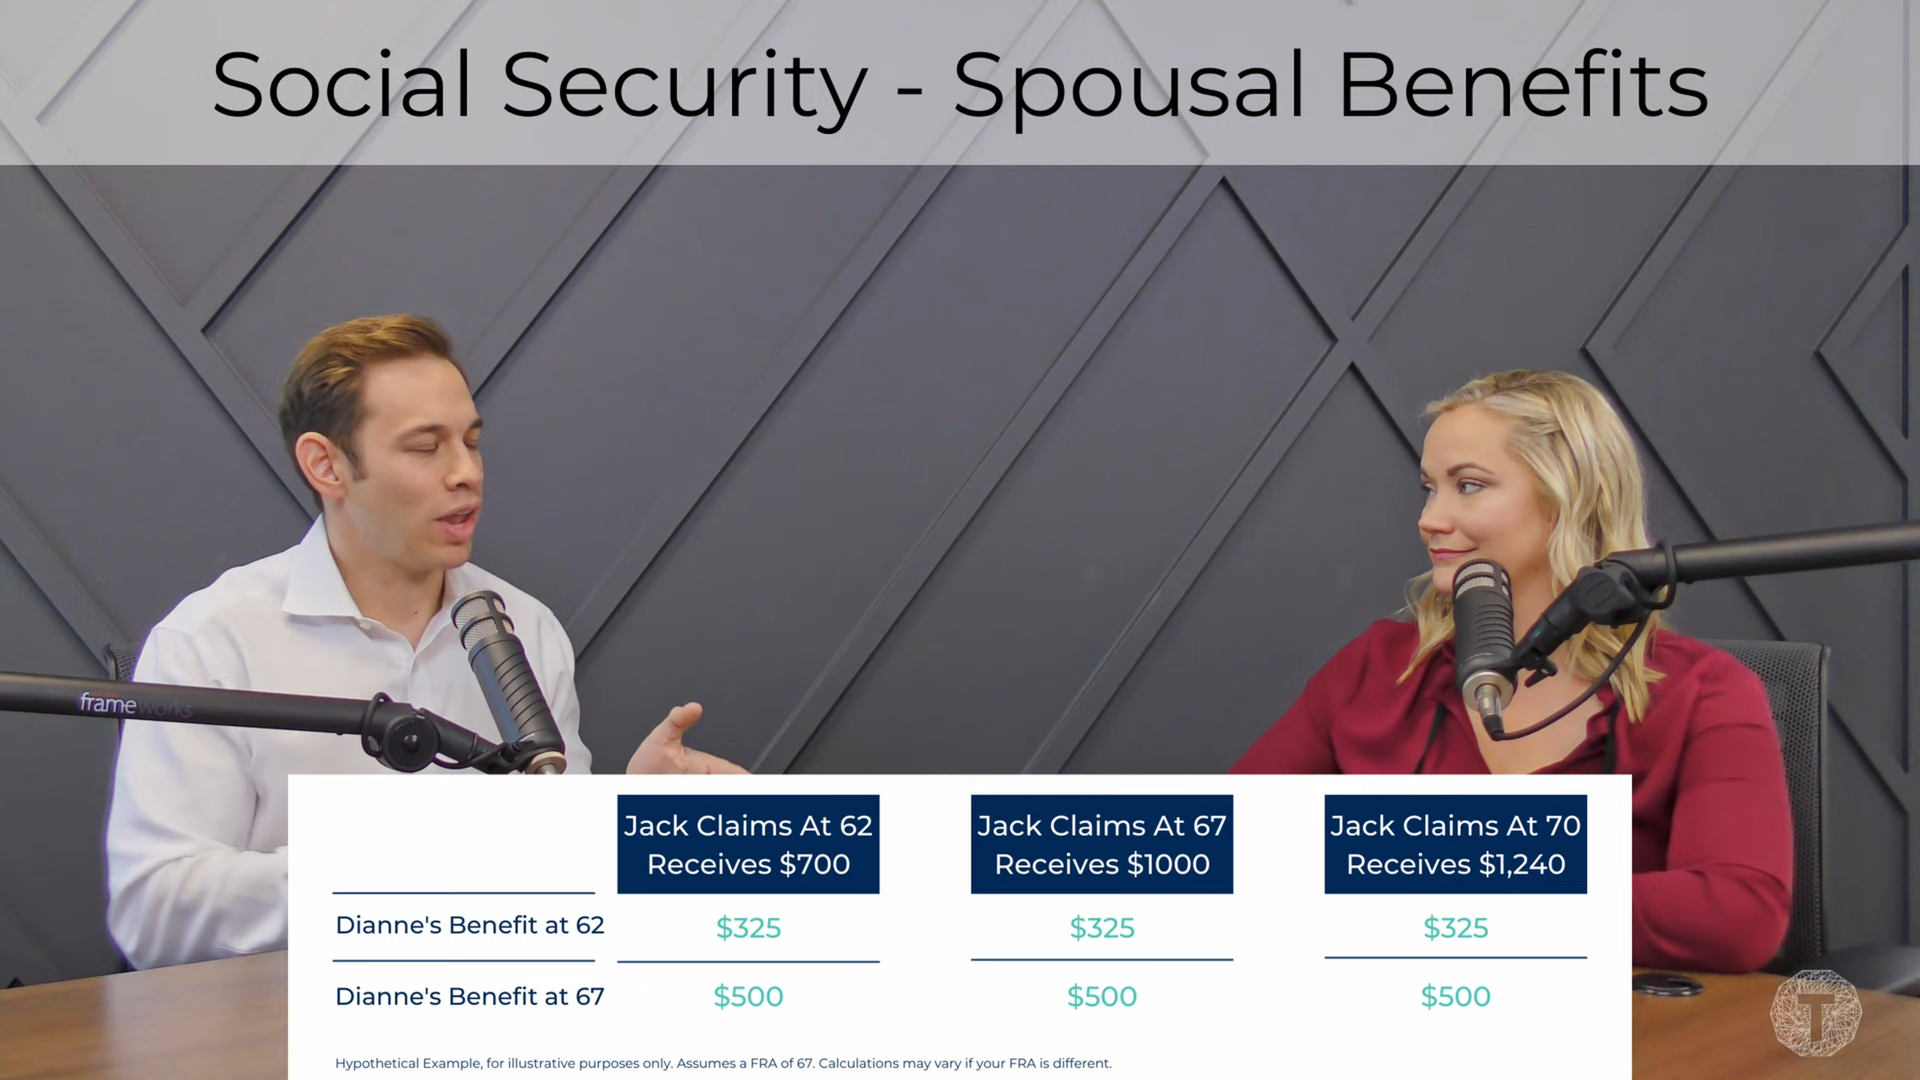 Social Security - Spousal Benefits
frameworks
Jack Claims At 62
Receives $700
Jack Claims At 67
Receives $1000
Jack Claims At 70
Receives $1,240
Dianne's Benefit at 62 $325 $325 $325
Dianne's Benefit at 67 $500 $500 $500
Hypothetical Example, for illustrative purposes only. Assumes a FRA of 67. Calculations may vary if your FRA is different.
T